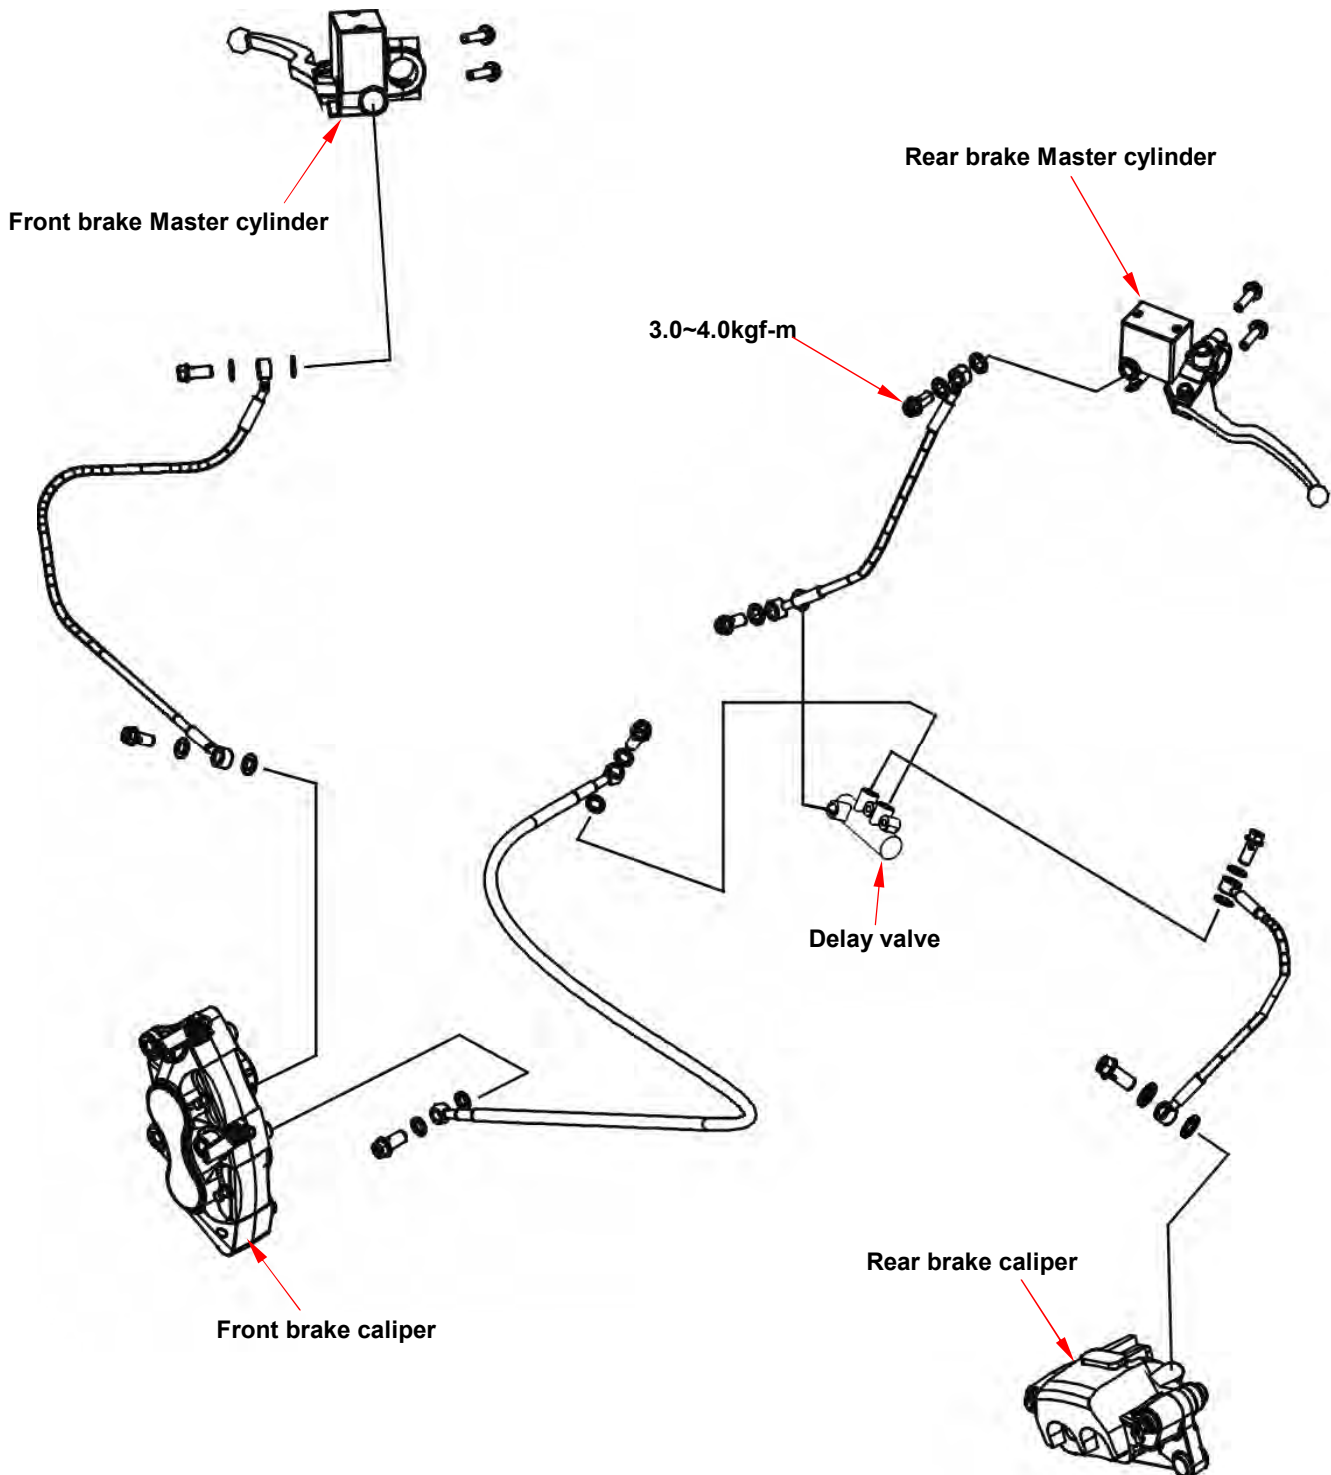 Rear brake Master cylinder
Front brake Master cylinder
3.0~4.0kgf-m
Delay valve
Rear brake caliper
Front brake caliper